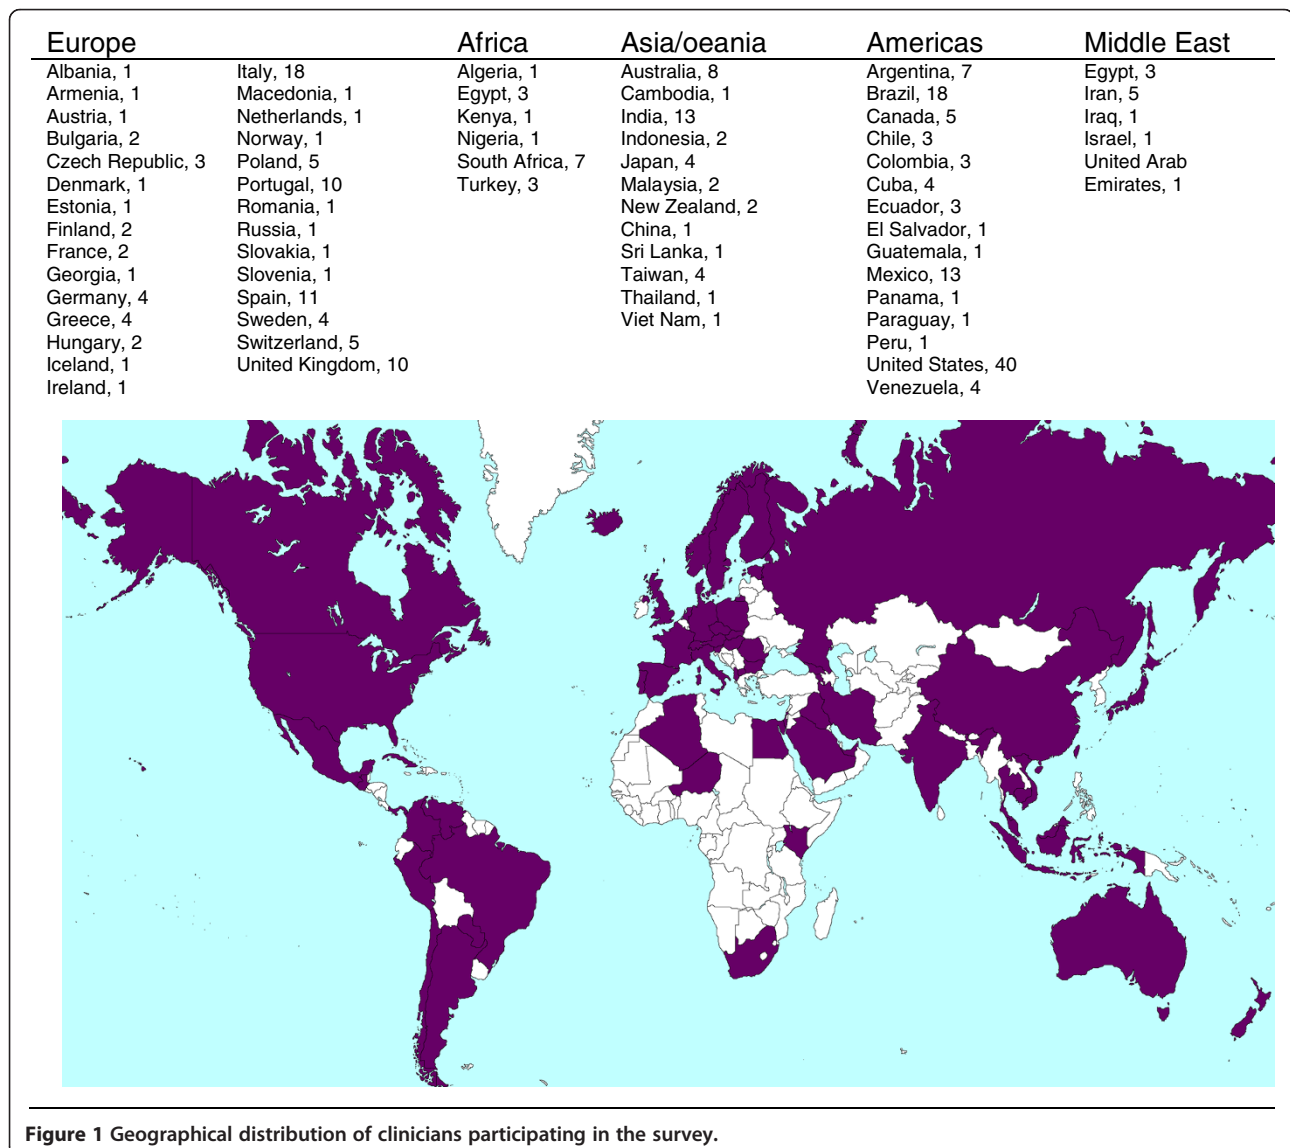 Europe
Albania, 1
Armenia, 1
Austria, 1
Bulgaria, 2
Czech Republic, 3
Denmark, 1
Estonia, 1
Finland, 2
France, 2
Georgia, 1
Germany, 4
Greece, 4
Hungary, 2
Iceland, 1
Ireland, 1
Italy, 18
Macedonia, 1
Netherlands, 1
Norway, 1
Poland, 5
Portugal, 10
Romania, 1
Russia, 1
Slovakia, 1
Slovenia, 1
Spain, 11
Sweden, 4
Switzerland, 5
United Kingdom, 10
Africa
Algeria, 1
Egypt, 3
Kenya, 1
Nigeria, 1
South Africa, 7
Turkey, 3
Asia/oeania
Australia, 8
Cambodia, 1
India, 13
Indonesia, 2
Japan, 4
Malaysia, 2
New Zealand, 2
China, 1
Sri Lanka, 1
Taiwan, 4
Thailand, 1
Viet Nam, 1
Americas
Argentina, 7
Brazil, 18
Canada, 5
Chile, 3
Colombia, 3
Cuba, 4
Ecuador, 3
El Salvador, 1
Guatemala, 1
Mexico, 13
Panama, 1
Paraguay, 1
Peru, 1
United States, 40
Venezuela, 4
Middle East
Egypt, 3
Iran, 5
Iraq, 1
Israel, 1
United Arab
Emirates, 1
Figure 1 Geographical distribution of clinicians participating in the survey.